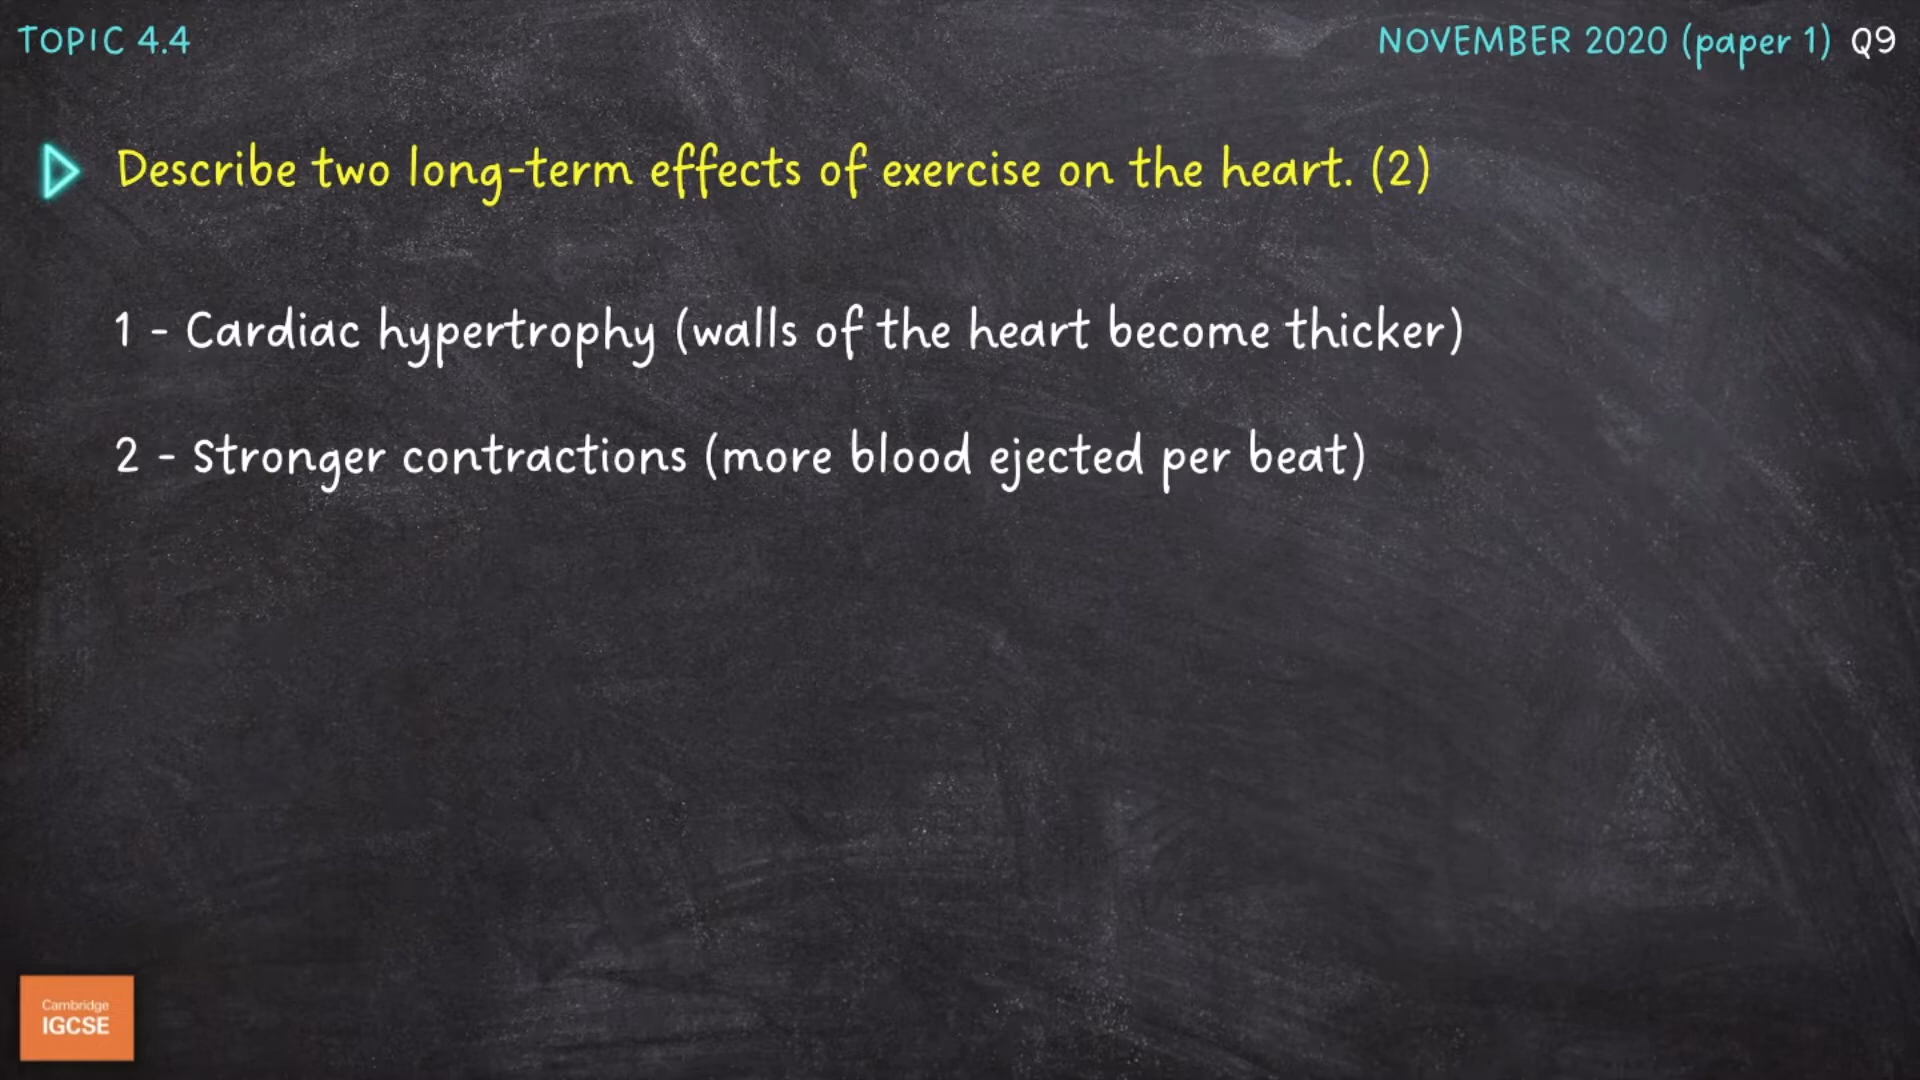 TOPIC 4.4
NOVEMBER 2020 (paper 1) Q9
Describe two long-term effects of exercise on the heart. (2)
1 - Cardiac hypertrophy (walls of the heart become thicker)
2 - Stronger contractions (more blood ejected per beat)
Cambridge
IGCSE